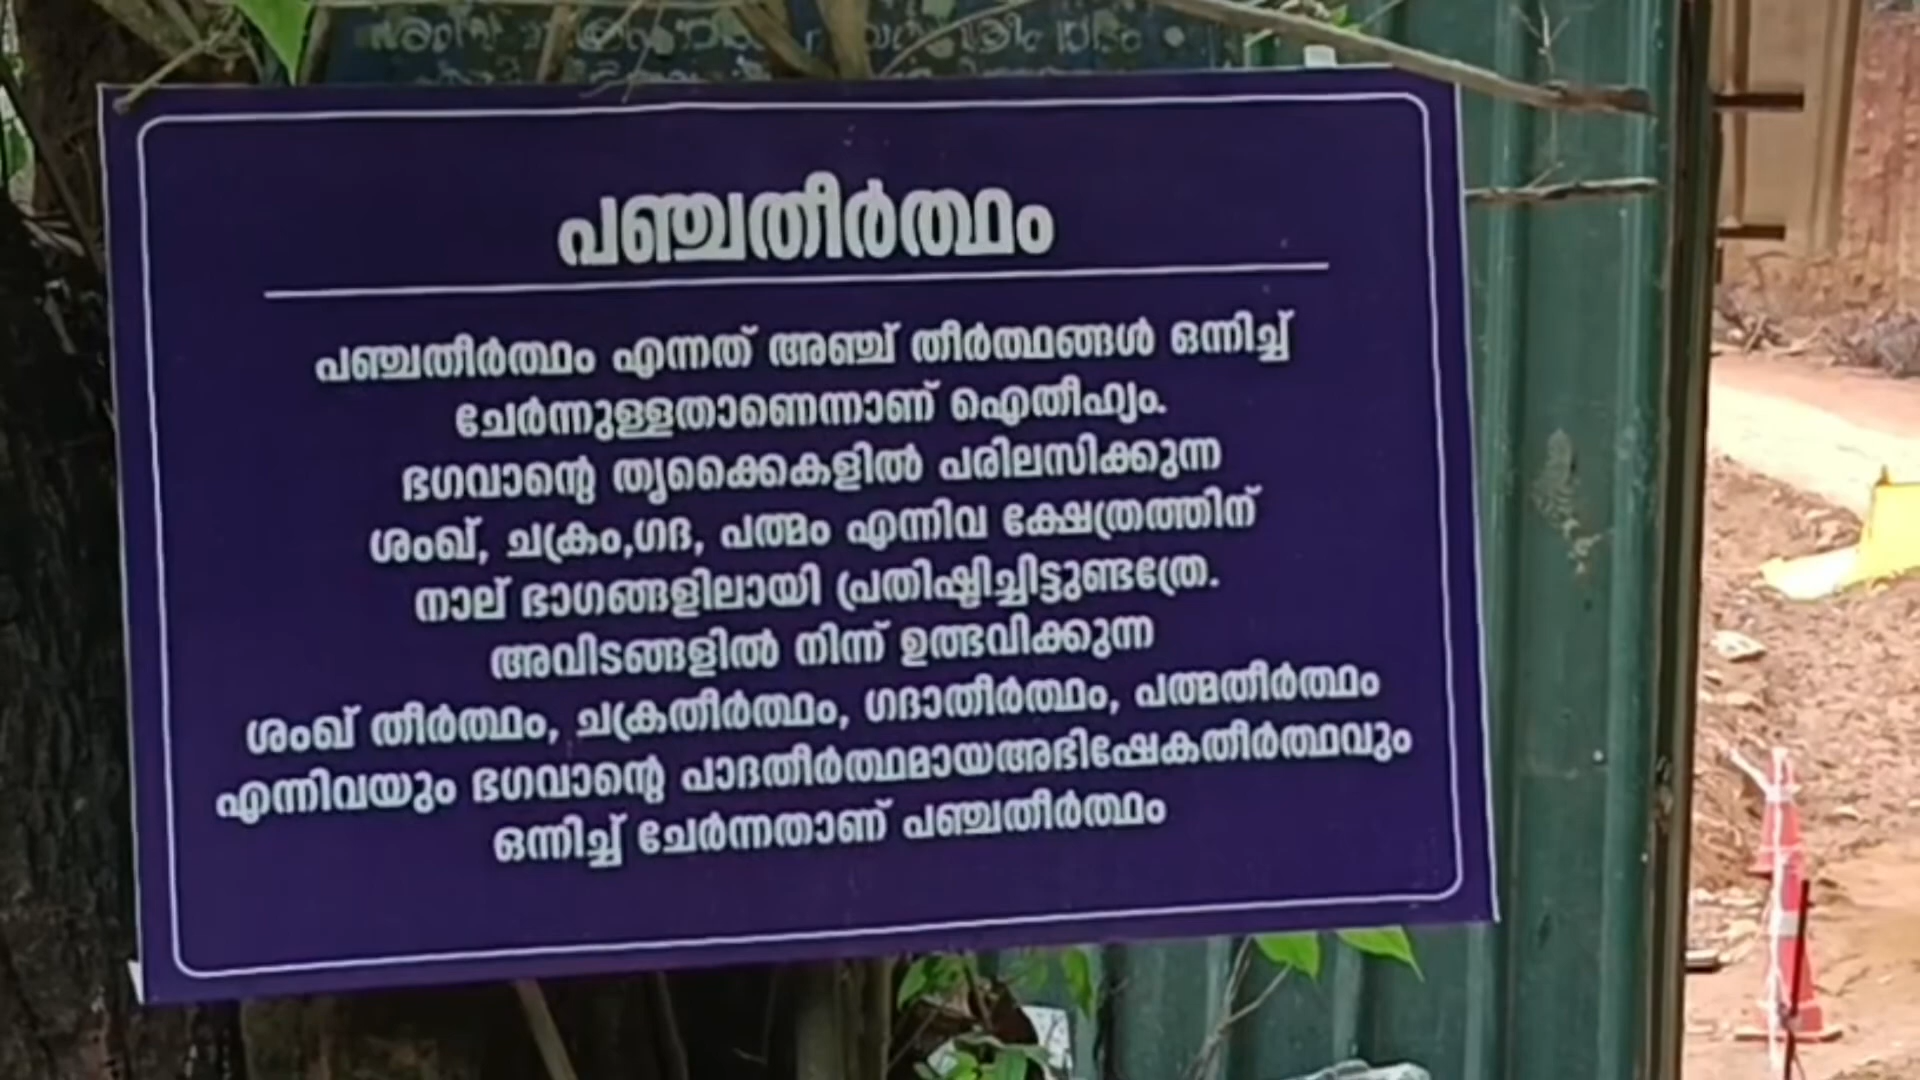 പഞ്ചതീർത്ഥം
പഞ്ചതീർത്ഥം എന്നത് അഞ്ച് തീർത്ഥങ്ങൾ ഒന്നിച്ച്
ചേർന്നുള്ളതാണെന്നാണ് ഐതീഹ്യം.
ഭഗവാന്റെ തൃക്കൈകളിൽ പരിലസിക്കുന്ന
ശംഖ്, ചക്രം,ഗദ, പത്മം എന്നിവ ക്ഷേത്രത്തിന്
നാല് ഭാഗങ്ങളിലായി പ്രതിഷ്ടിച്ചിട്ടുണ്ടത്രേ.
അവിടങ്ങളിൽ നിന്ന് ഉത്ഭവിക്കുന്ന
ശംഖ് തീർത്ഥം, ചക്രതീർത്ഥം, ഗദാതീർത്ഥം, പത്മതീർത്ഥം
എന്നിവയും ഭഗവാന്റെ പാദതീർത്ഥമായഅഭിഷേകതീർത്ഥവും
ഒന്നിച്ച് ചേർന്നതാണ് പഞ്ചതീർത്ഥം